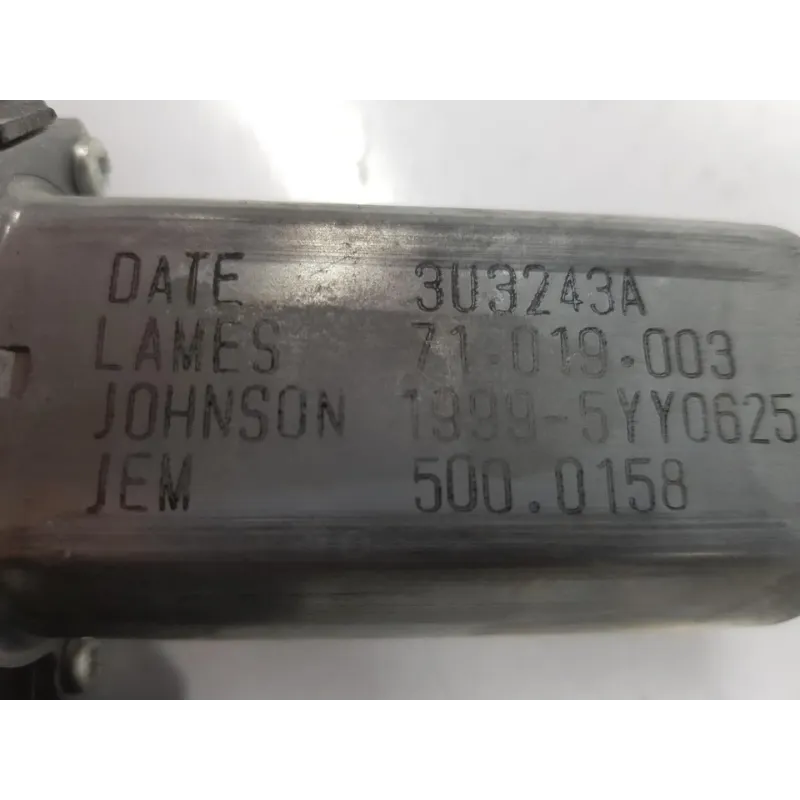 DATE 3U3243A
LAMES 71.019.003
JOHNSON 1999-5YY0625
JEM 500.0158